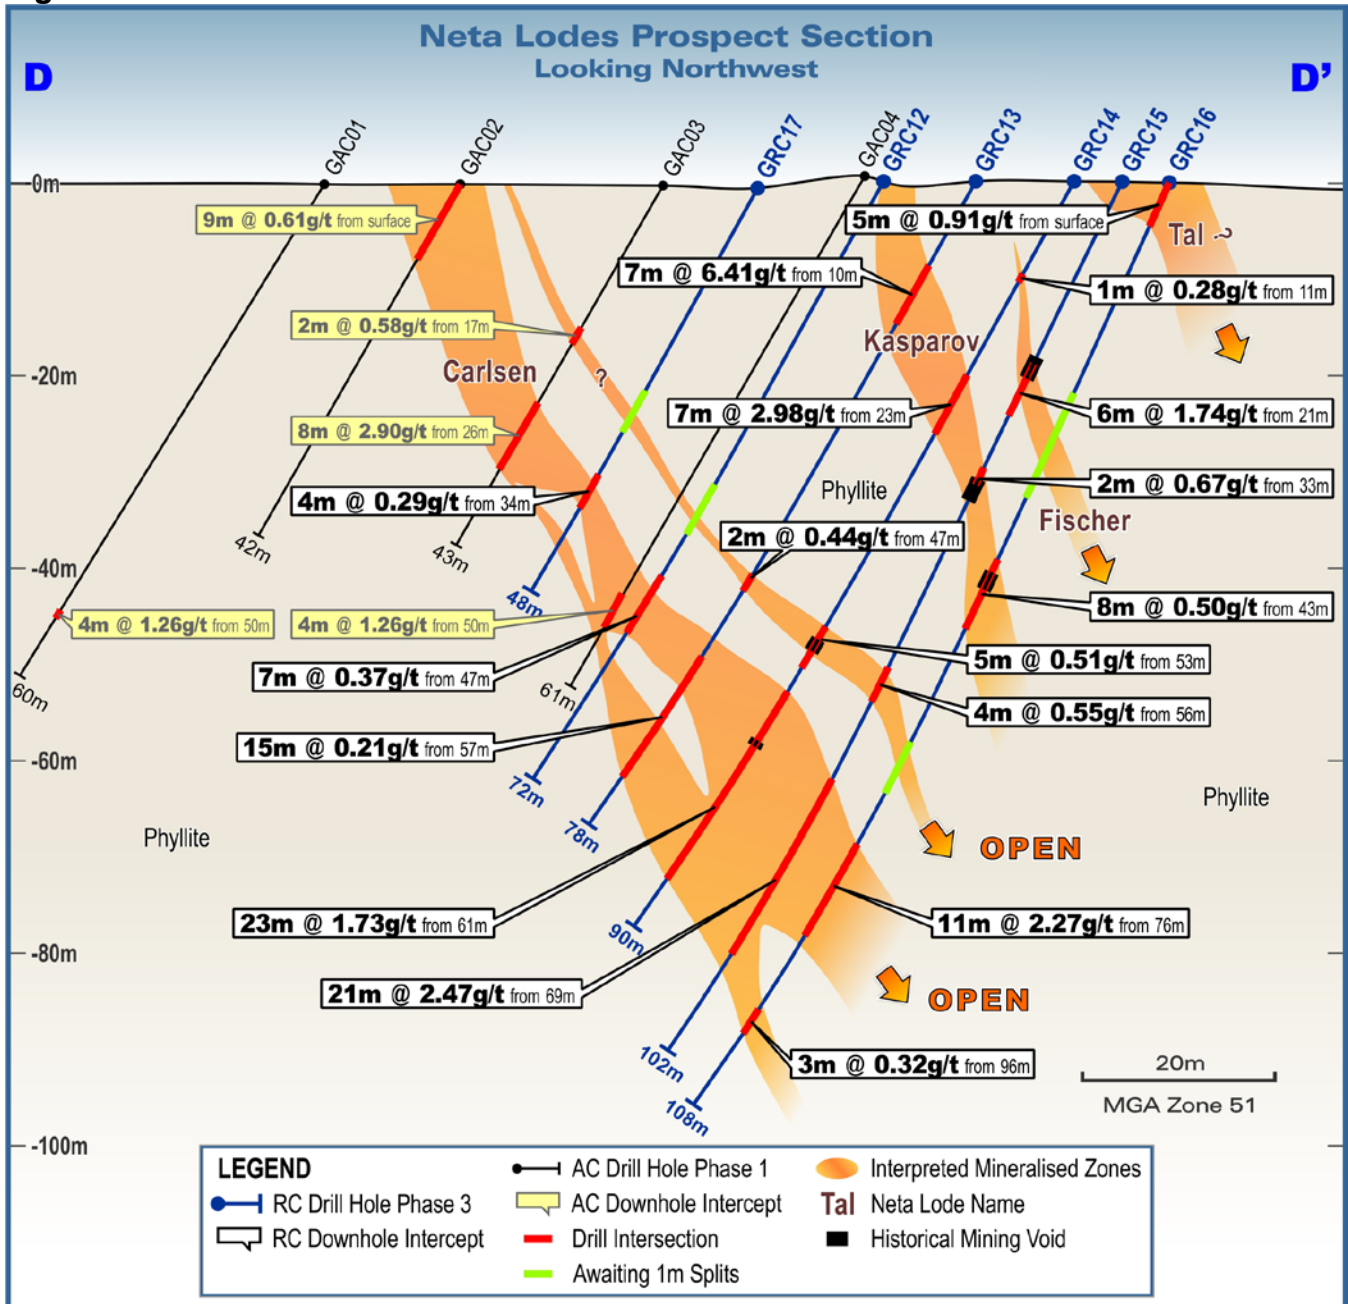 Neta Lodes Prospect Section
Looking Northwest
D
D’
GAC01
GAC02
GAC03
GRC17
GAC04
GRC12
GRC13
GRC14
GRC15
GRC16
0m
9m @ 0.61g/t from surface
5m @ 0.91g/t from surface
Tal ?
7m @ 6.41g/t from 10m
1m @ 0.28g/t from 11m
2m @ 0.58g/t from 17m
Kasparov
-20m
Carlsen
?
7m @ 2.98g/t from 23m
6m @ 1.74g/t from 21m
8m @ 2.90g/t from 26m
2m @ 0.67g/t from 33m
4m @ 0.29g/t from 34m
Phyllite
Fischer
2m @ 0.44g/t from 47m
42m
43m
-40m
48m
8m @ 0.50g/t from 43m
4m @ 1.26g/t from 50m
4m @ 1.26g/t from 50m
5m @ 0.51g/t from 53m
7m @ 0.37g/t from 47m
60m
61m
4m @ 0.55g/t from 56m
15m @ 0.21g/t from 57m
-60m
72m
Phyllite
78m
Phyllite
OPEN
23m @ 1.73g/t from 61m
11m @ 2.27g/t from 76m
90m
-80m
21m @ 2.47g/t from 69m
OPEN
102m
3m @ 0.32g/t from 96m
20m
MGA Zone 51
108m
-100m
LEGEND
RC Drill Hole Phase 3
RC Downhole Intercept
AC Drill Hole Phase 1
AC Downhole Intercept
Drill Intersection
Awaiting 1m Splits
Interpreted Mineralised Zones
Tal Neta Lode Name
Historical Mining Void